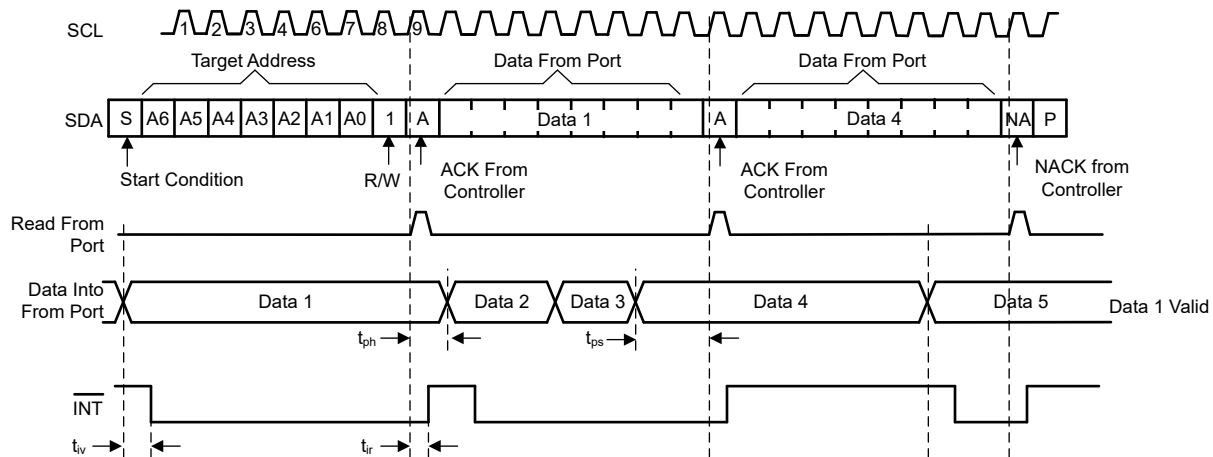 SCL 1 2 3 4 6 7 8 9
Target Address Data From Port Data From Port
SDA S A6 A5 A4 A3 A2 A1 A0 1 A Data 1 A Data 4 NA P
Start Condition R/W ACK From Controller ACK From Controller NACK from Controller
Read From
Port
Data Into
From Port
Data 1 Data 2 Data 3 Data 4 Data 5 Data 1 Valid
tph tps
INT
tiv tir